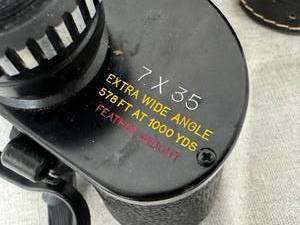 7 X 35
EXTRA WIDE ANGLE
578 FT AT 1000 YDS
FEATHER WEIGHT